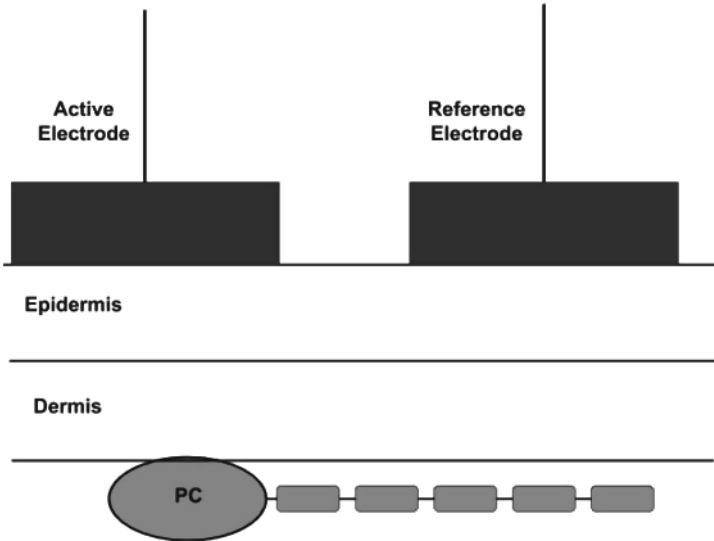 Active
Electrode
Reference
Electrode
Epidermis
Dermis
PC